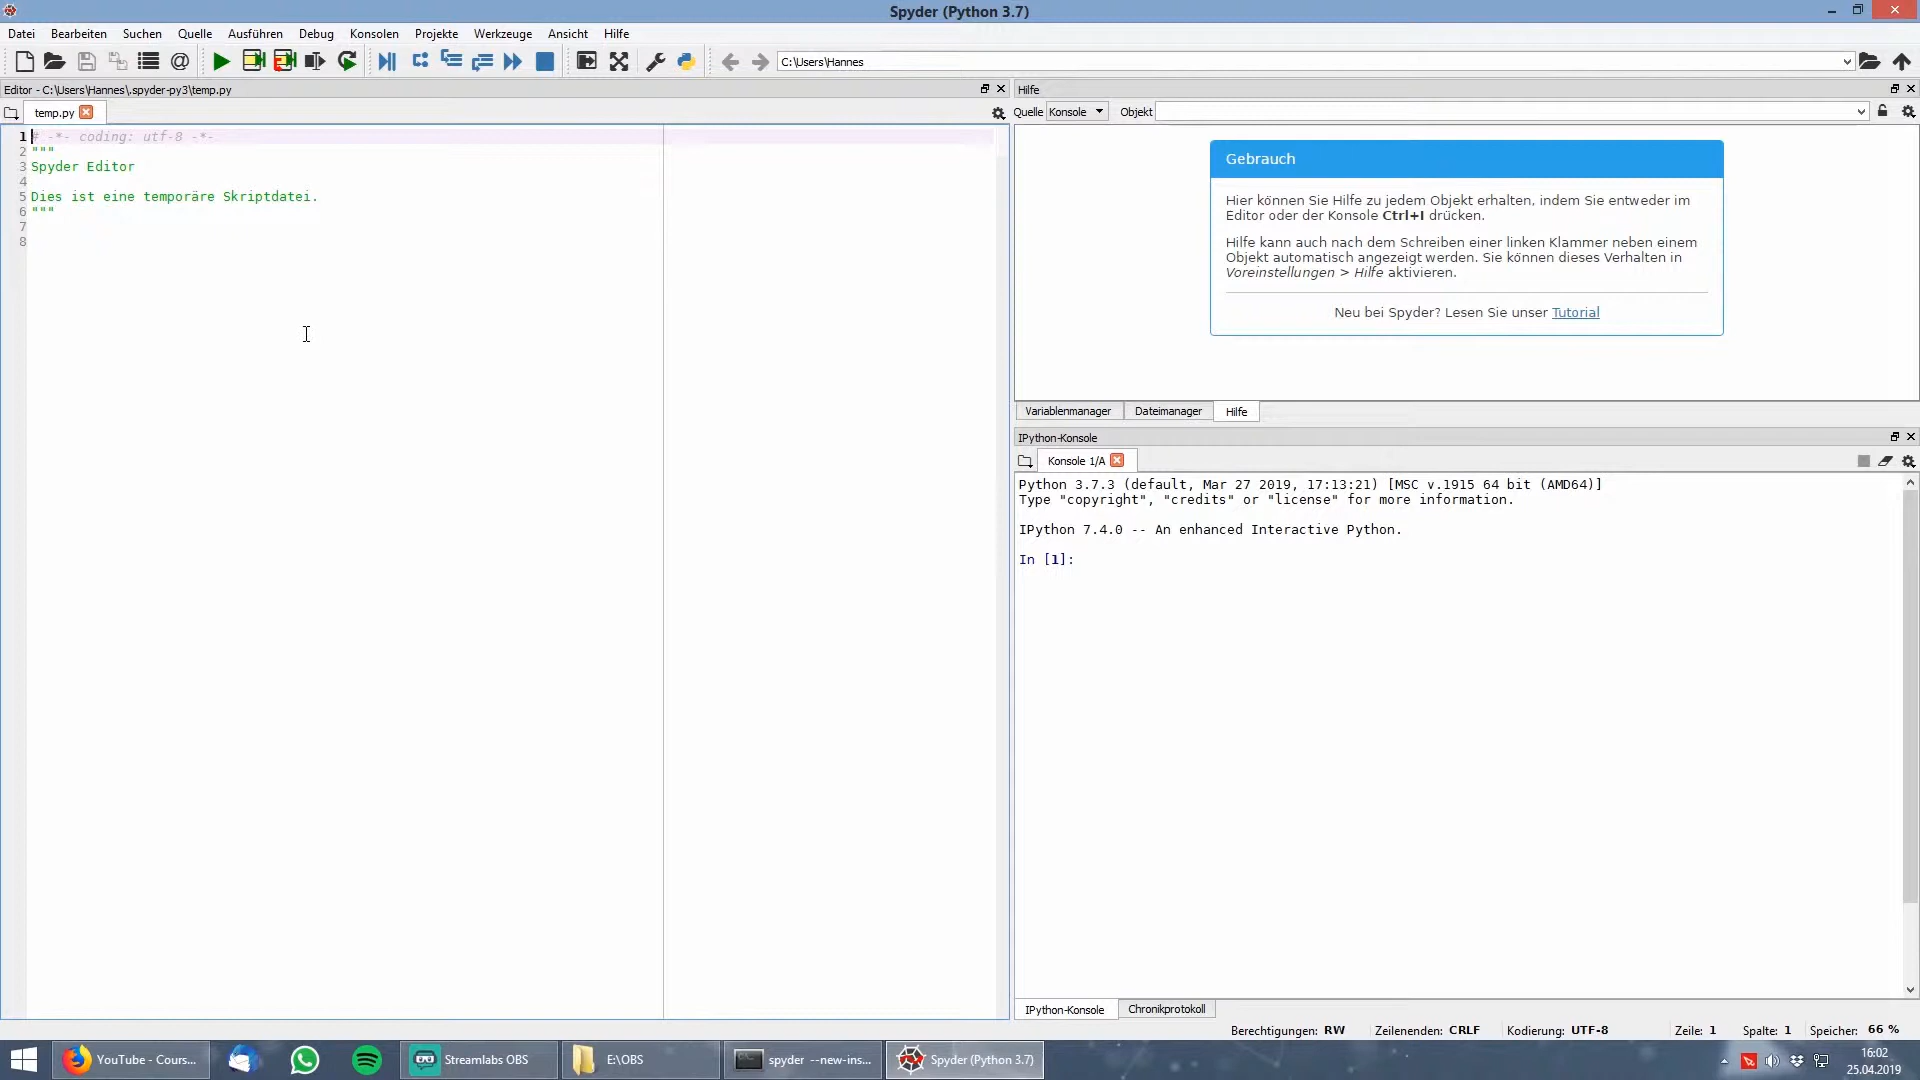 Spyder (Python 3.7)
Datei Bearbeiten Suchen Quelle Ausführen Debug Konsolen Projekte Werkzeuge Ansicht Hilfe
C:\Users\Hannes
Editor - C:\Users\Hannes\.spyder-py3\temp.py
temp.py
1 # -*- coding: utf-8 -*-
2 """
3 Spyder Editor
4
5 Dies ist eine temporäre Skriptdatei.
6 """
7
8
Hilfe
Quelle Konsole Objekt
Gebrauch
Hier können Sie Hilfe zu jedem Objekt erhalten, indem Sie entweder im
Editor oder der Konsole Ctrl+I drücken.
Hilfe kann auch nach dem Schreiben einer linken Klammer neben einem
Objekt automatisch angezeigt werden. Sie können dieses Verhalten in
Voreinstellungen > Hilfe aktivieren.
Neu bei Spyder? Lesen Sie unser Tutorial
Variablenmanager Dateimanager Hilfe
IPython-Konsole
Konsole 1/A
Python 3.7.3 (default, Mar 27 2019, 17:13:21) [MSC v.1915 64 bit (AMD64)]
Type "copyright", "credits" or "license" for more information.
IPython 7.4.0 -- An enhanced Interactive Python.
In [1]:
IPython-Konsole Chronikprotokoll
Berechtigungen: RW Zeilenenden: CRLF Kodierung: UTF-8 Zeile: 1 Spalte: 1 Speicher: 66 %
YouTube - Cours... Streamlabs OBS E:\OBS spyder --new-ins... Spyder (Python 3.7)
16:02
25.04.2019